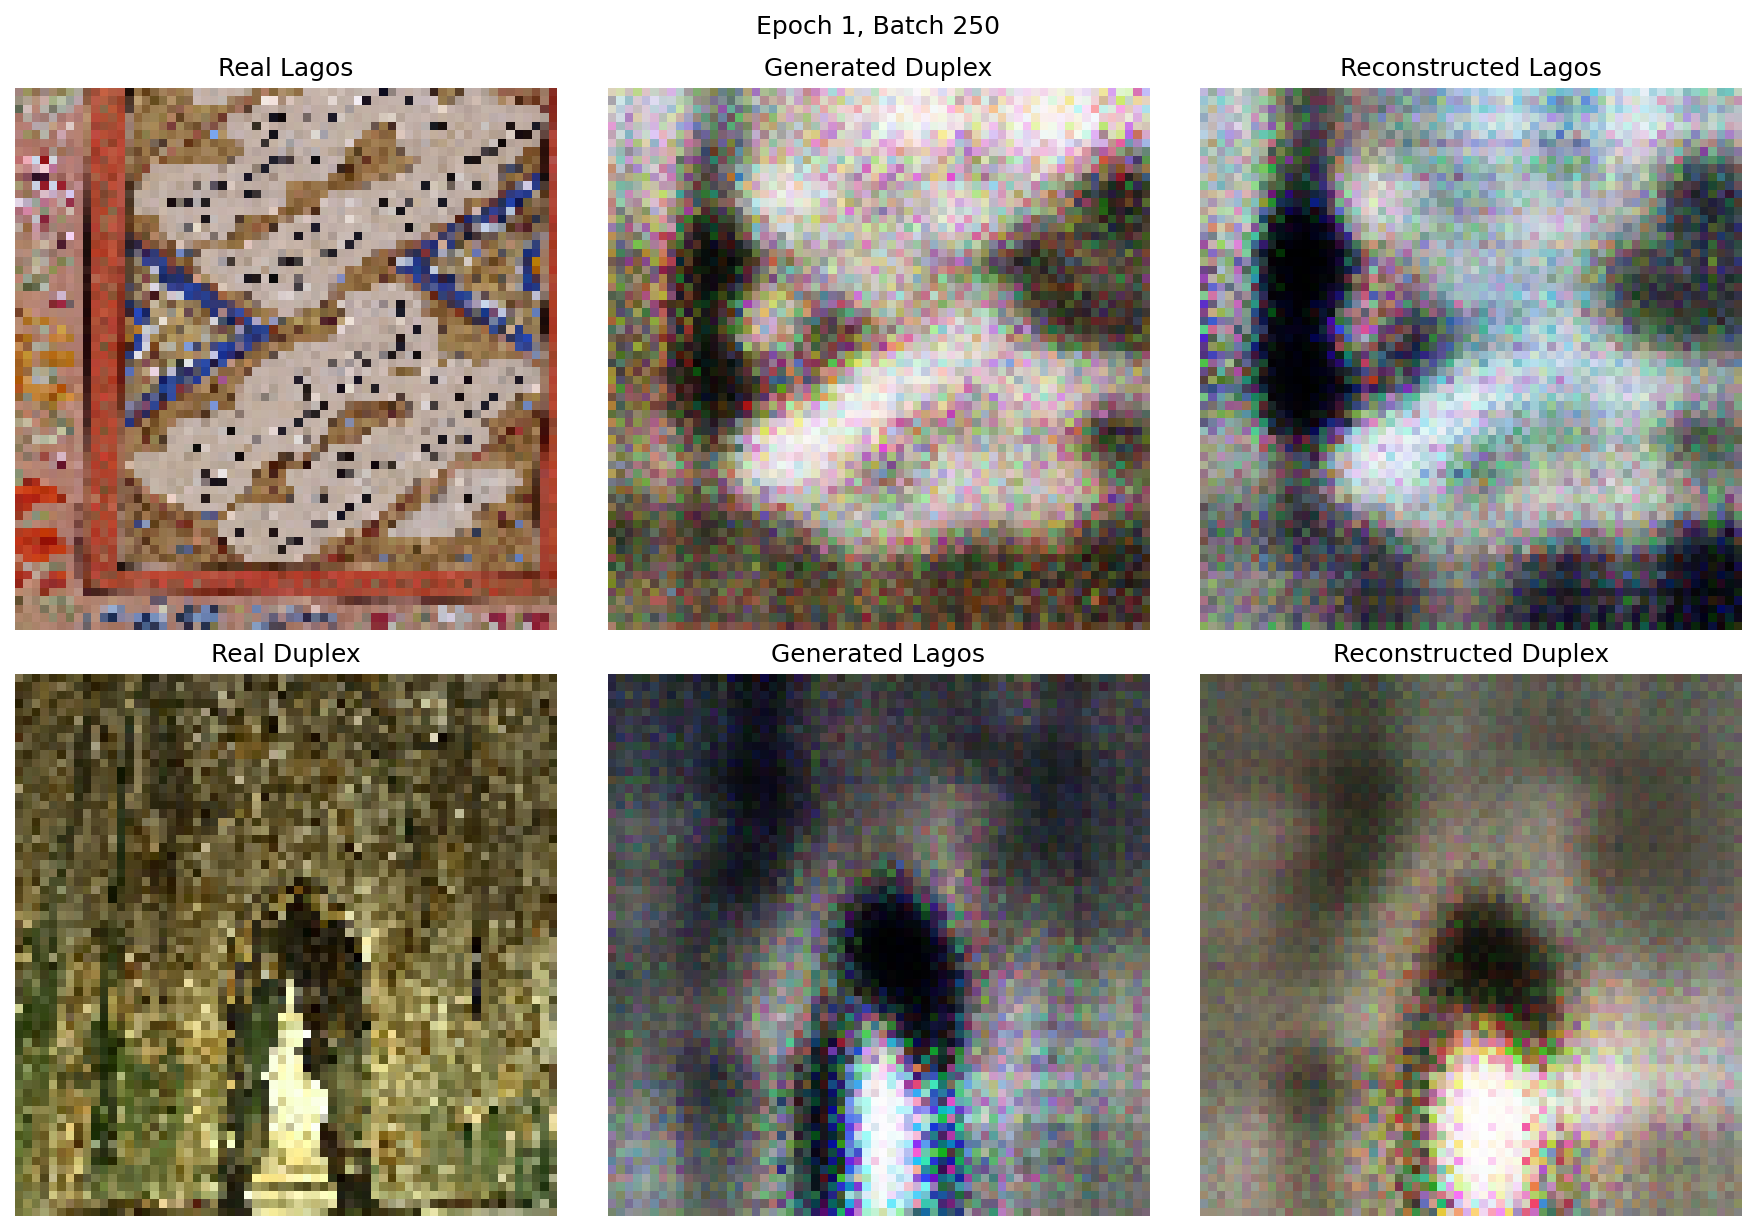 Epoch 1, Batch 250
Real Lagos
Generated Duplex
Reconstructed Lagos
Real Duplex
Generated Lagos
Reconstructed Duplex